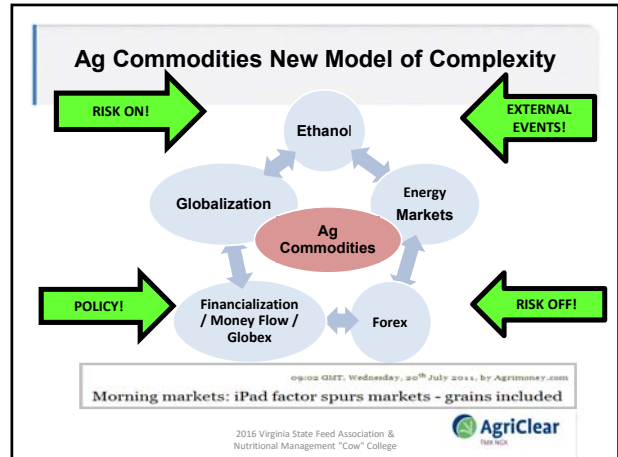 Ag Commodities New Model of Complexity
RISK ON!
EXTERNAL
EVENTS!
Ethanol
Globalization
Energy
Markets
Ag
Commodities
POLICY!
Financialization
/ Money Flow /
Globex
Forex
RISK OFF!
09:02 GMT, Wednesday, 20th July 2011, by Agrimoney.com
Morning markets: iPad factor spurs markets - grains included
2016 Virginia State Feed Association &
Nutritional Management "Cow" College
AgriClear
TMX NGX